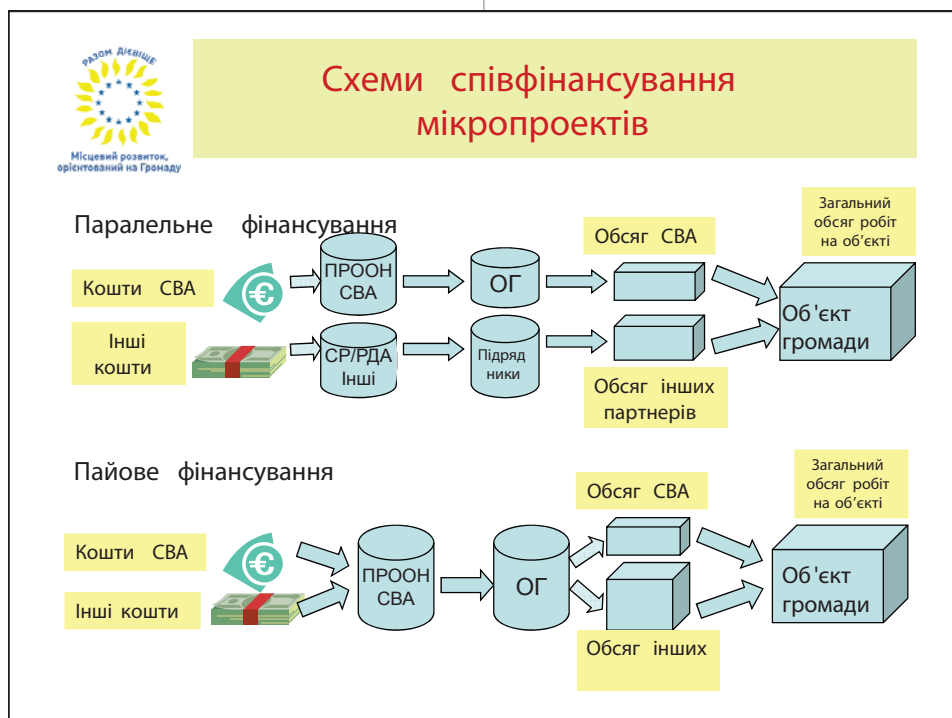 РАЗОМ ДІЄВІШЕ
Місцевий розвиток,
орієнтований на Громаду
Схеми співфінансування
мікропроектів
Паралельне фінансування
Кошти СВА
Інші
кошти
ПРООН
СВА
СР/РДА
Інші
ОГ
Підряд
ники
Обсяг СВА
Обсяг інших
партнерів
Загальний
обсяг робіт
на об’єкті
Об'єкт
громади
Пайове фінансування
Кошти СВА
Інші кошти
ПРООН
СВА
ОГ
Обсяг СВА
Обсяг інших
Загальний
обсяг робіт
на об’єкті
Об'єкт
громади